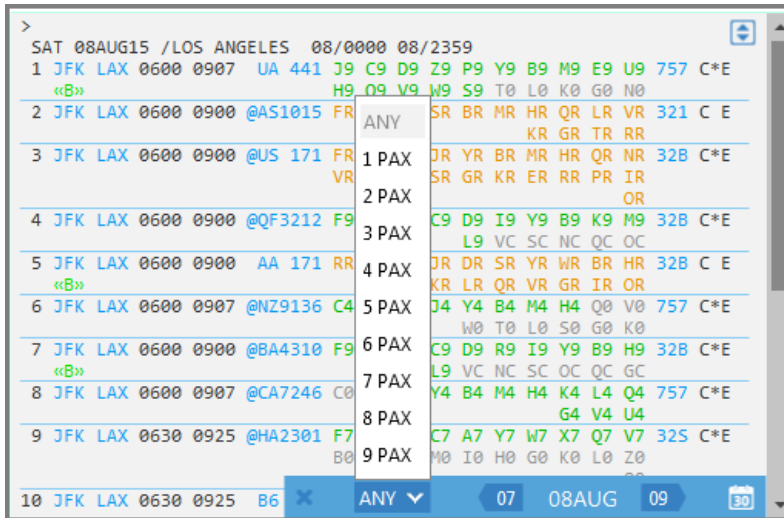 >
SAT 08AUG15 /LOS ANGELES 08/0000 08/2359
1 JFK LAX 0600 0907 UA 441 J9 C9 D9 Z9 P9 Y9 B9 M9 E9 U9 757 C*E
«B» H9 Q9 V9 W9 S9 T0 L0 K0 G0 N0
2 JFK LAX 0600 0900 @AS1015 FR SR BR MR HR QR LR VR 321 C E
KR GR TR RR
3 JFK LAX 0600 0900 @US 171 FR JR YR BR MR HR QR NR 32B C*E
VR SR GR KR ER RR PR IR
OR
4 JFK LAX 0600 0900 @QF3212 F9 C9 D9 I9 Y9 B9 K9 M9 32B C*E
L9 VC SC NC QC OC
5 JFK LAX 0600 0900 AA 171 RR JR DR SR YR WR BR HR 32B C E
«B» KR LR QR VR GR IR OR
6 JFK LAX 0600 0907 @NZ9136 C4 J4 Y4 B4 M4 H4 Q0 V0 757 C*E
W0 T0 L0 S0 G0 K0
7 JFK LAX 0600 0900 @BA4310 F9 C9 D9 R9 I9 Y9 B9 H9 32B C*E
«B» L9 VC NC SC OC QC GC
8 JFK LAX 0600 0907 @CA7246 C0 Y4 B4 M4 H4 K4 L4 Q4 757 C*E
G4 V4 U4
9 JFK LAX 0630 0925 @HA2301 F7 C7 A7 Y7 W7 X7 Q7 V7 32S C*E
B0 M0 I0 H0 G0 K0 L0 Z0
10 JFK LAX 0630 0925 B6
ANY
1 PAX
2 PAX
3 PAX
4 PAX
5 PAX
6 PAX
7 PAX
8 PAX
9 PAX
ANY 07 08AUG 09 30